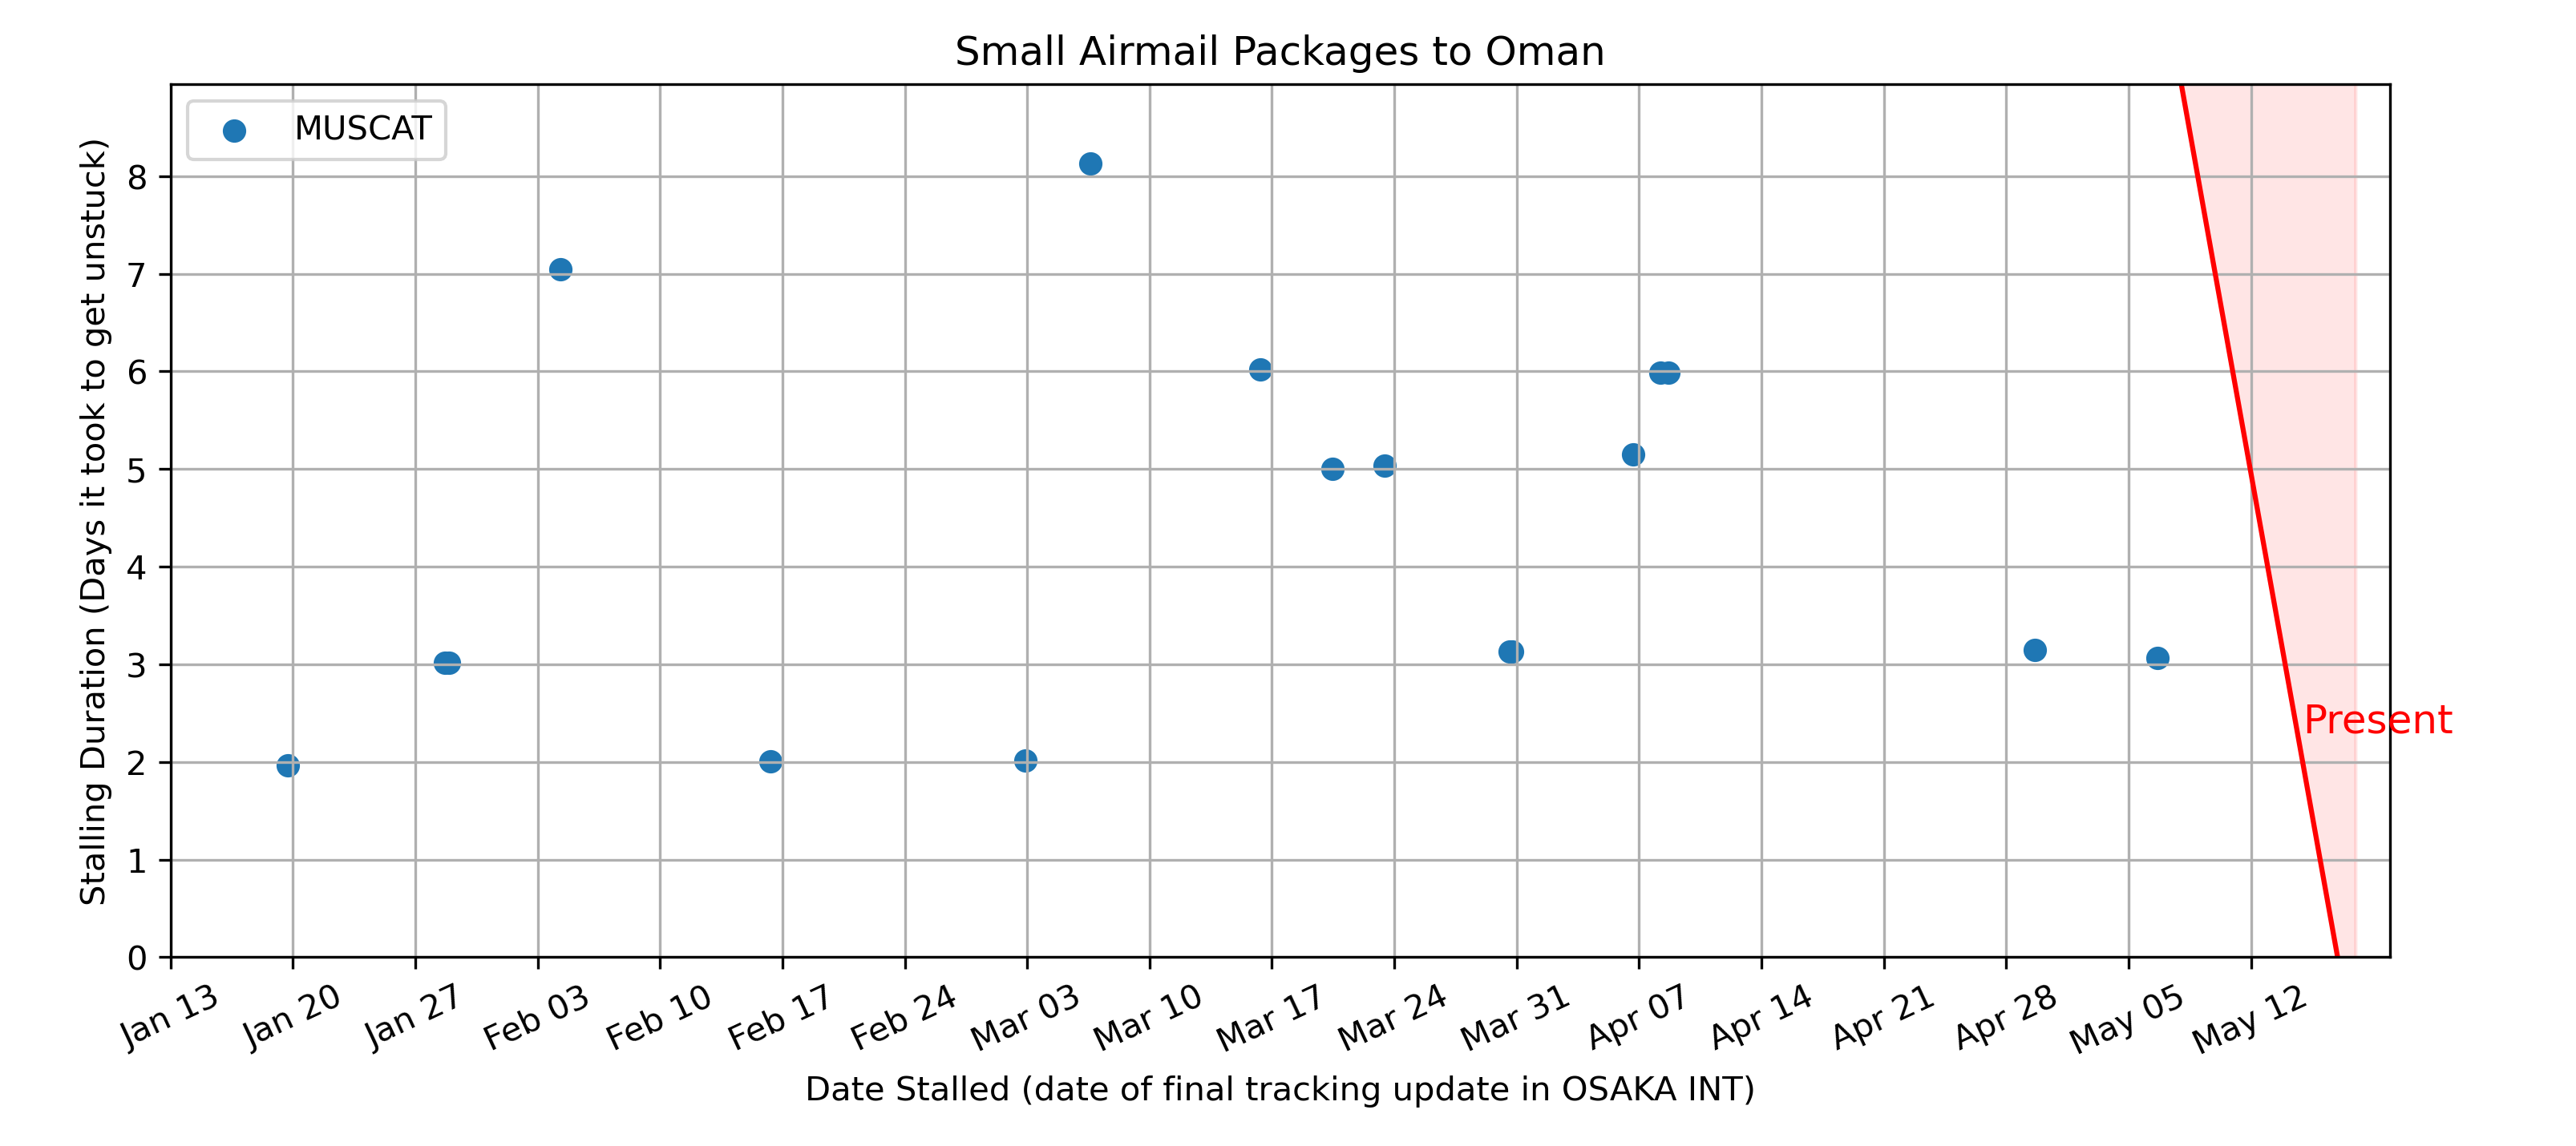 Small Airmail Packages to Oman
MUSCAT
Stalling Duration (Days it took to get unstuck)
8
7
6
5
4
3
2
1
0
Present
Jan 13 Jan 20 Jan 27 Feb 03 Feb 10 Feb 17 Feb 24 Mar 03 Mar 10 Mar 17 Mar 24 Mar 31 Apr 07 Apr 14 Apr 21 Apr 28 May 05 May 12
Date Stalled (date of final tracking update in OSAKA INT)